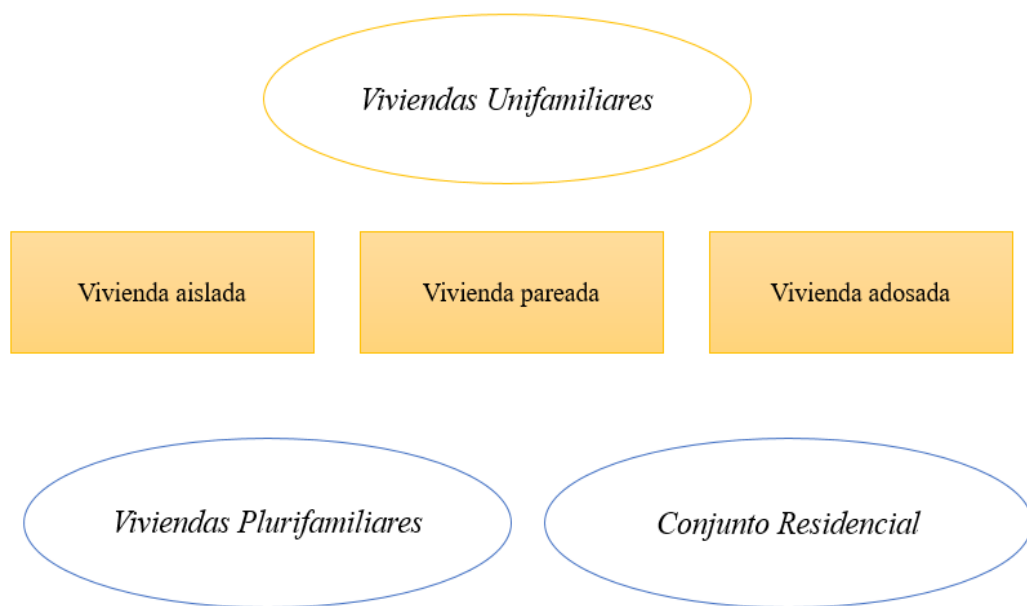 Viviendas Unifamiliares
Vivienda aislada
Vivienda pareada
Vivienda adosada
Viviendas Plurifamiliares
Conjunto Residencial